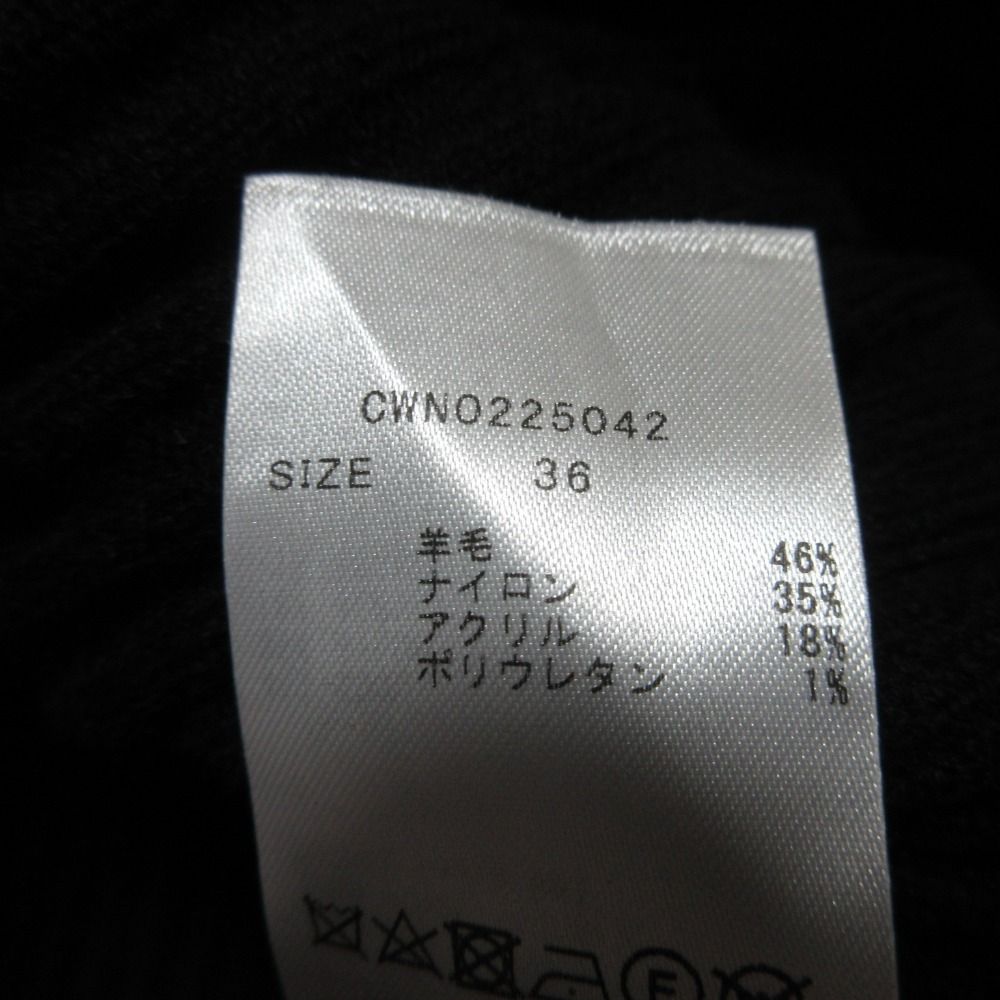 CWNO225042
SIZE 36
羊毛 46%
ナイロン 35%
アクリル 18%
ポリウレタン 1%
F